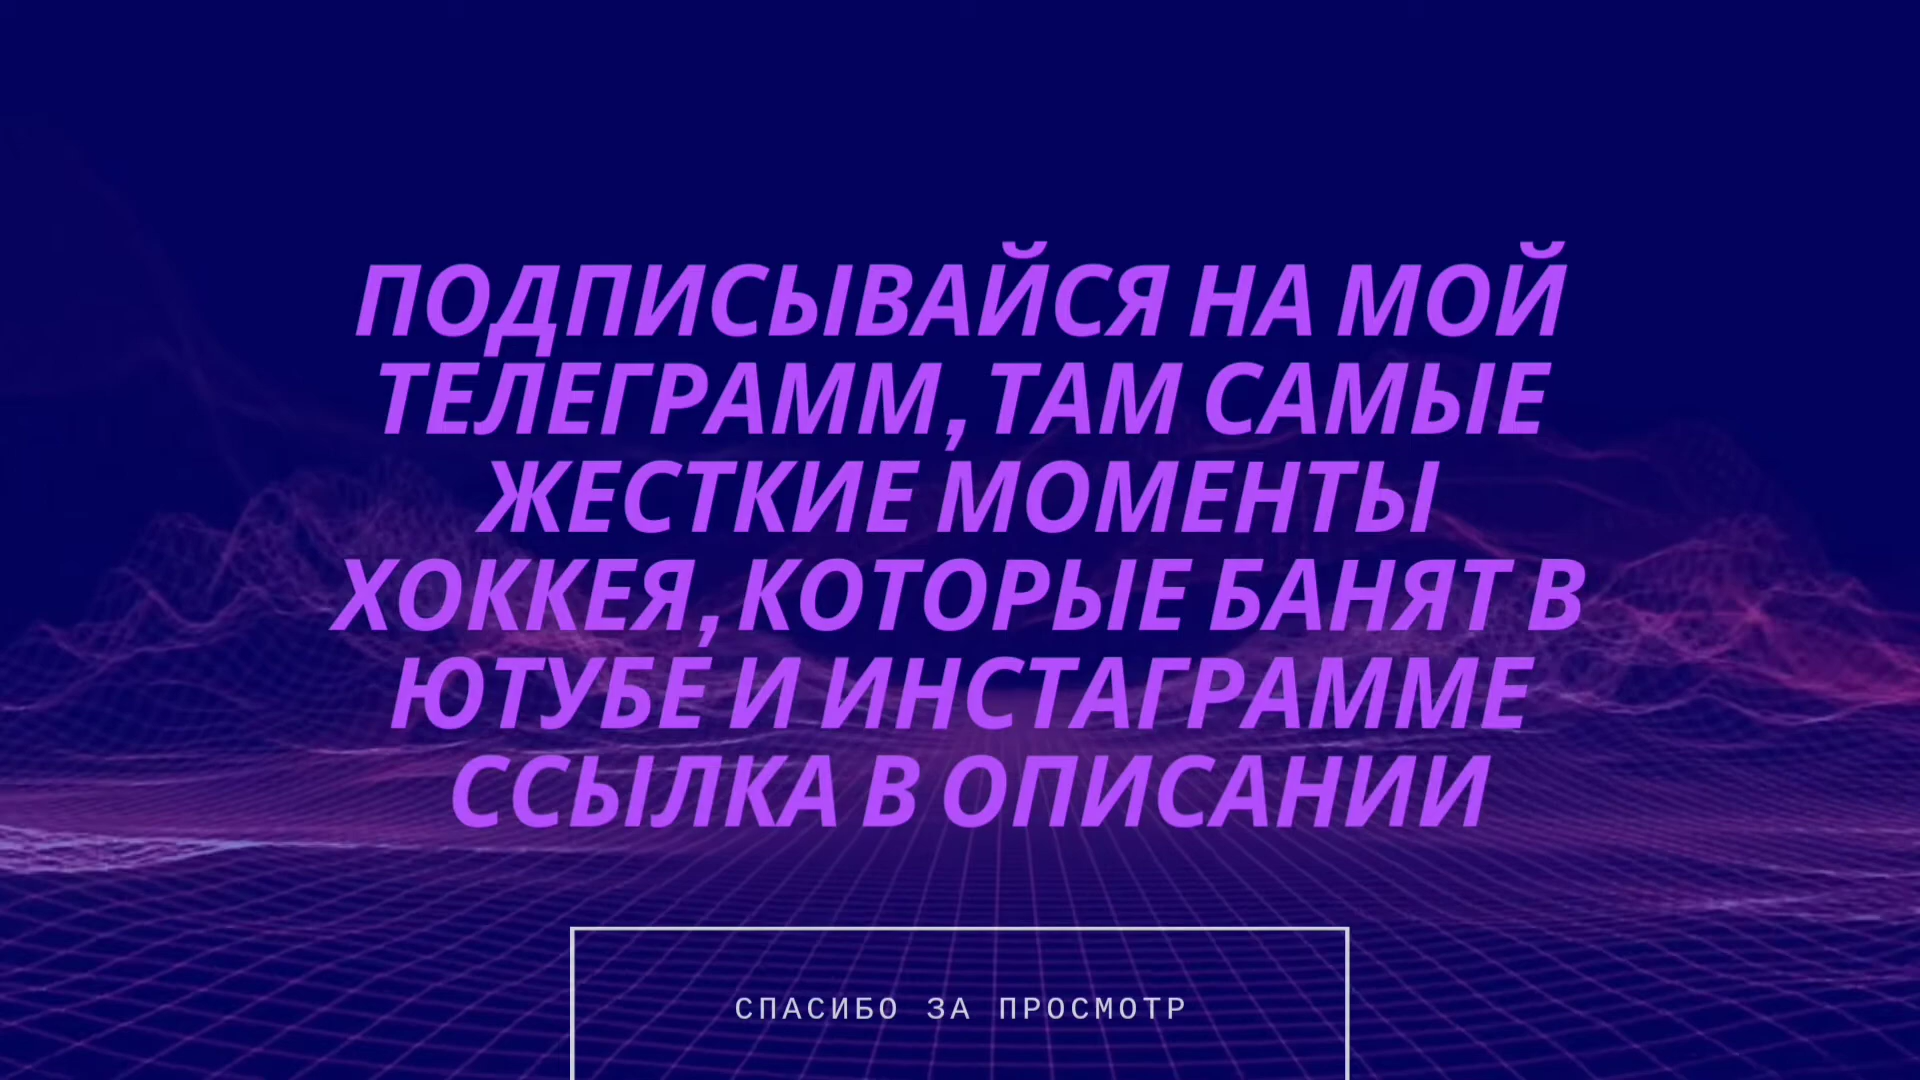 ПОДПИСЫВАЙСЯ НА МОЙ
ТЕЛЕГРАММ, ТАМ САМЫЕ
ЖЕСТКИЕ МОМЕНТЫ
ХОККЕЯ, КОТОРЫЕ БАНЯТ В
ЮТУБЕ И ИНСТАГРАММЕ
ССЫЛКА В ОПИСАНИИ
СПАСИБО ЗА ПРОСМОТР